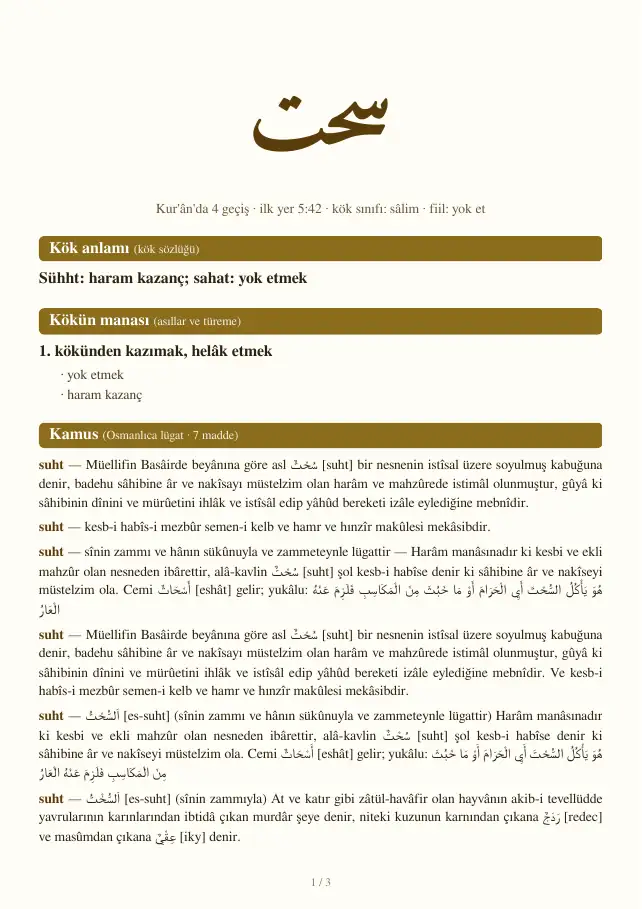 سحت
Kur'ân'da 4 geçiş · ilk yer 5:42 · kök sınıfı: sâlim · fiil: yok et
Kök anlamı (kök sözlüğü)
Sühht: haram kazanç; sahat: yok etmek
Kökün manası (asıllar ve türeme)
1. kökünden kazımak, helâk etmek
· yok etmek
· haram kazanç
Kamus (Osmanlıca lügat · 7 madde)
suht — Müellifin Basâirde beyânına göre asl سُحْتٌ [suht] bir nesnenin istîsal üzere soyulmuş kabuğuna
denir, badehu sâhibine âr ve nakîsayı müstelzim olan harâm ve mahzûrede istimâl olunmuştur, gûyâ ki
sâhibinin dînini ve mürûetini ihlâk ve istîsâl edip yâhûd bereketi izâle eylediğine mebnîdir.
suht — kesb-i habîs-i mezbûr semen-i kelb ve hamr ve hınzîr makûlesi mekâsibdir.
suht — sînin zammı ve hânın sükûnuyla ve zammeteynle lügattir — Harâm manâsınadır ki kesbi ve ekli
mahzûr olan nesneden ibârettir, alâ-kavlin سُحْتٌ [suht] şol kesb-i habîse denir ki sâhibine âr ve nakîseyi
müstelzim ola. Cemi أَسْحَاتٌ [eshât] gelir; yukâlu: هُوَ يَأْكُلُ السُّحْتَ أَيِ الْحَرَامَ أَوْ مَا خَبُثَ مِنَ الْمَكَاسِبِ فَلَزِمَ عَنْهُ
الْعَارُ
suht — Müellifin Basâirde beyânına göre asl سُحْتٌ [suht] bir nesnenin istîsal üzere soyulmuş kabuğuna
denir, badehu sâhibine âr ve nakîsayı müstelzim olan harâm ve mahzûrede istimâl olunmuştur, gûyâ ki
sâhibinin dînini ve mürûetini ihlâk ve istîsâl edip yâhûd bereketi izâle eylediğine mebnîdir. Ve kesb-i
habîs-i mezbûr semen-i kelb ve hamr ve hınzîr makûlesi mekâsibdir.
suht — اَلسُّحْتُ [es-suht] (sînin zammı ve hânın sükûnuyla ve zammeteynle lügattir) Harâm manâsınadır
ki kesbi ve ekli mahzûr olan nesneden ibârettir, alâ-kavlin سُحْتٌ [suht] şol kesb-i habîse denir ki
sâhibine âr ve nakîseyi müstelzim ola. Cemi أَسْحَاتٌ [eshât] gelir; yukâlu: هُوَ يَأْكُلُ السُّحْتَ أَيِ الْحَرَامَ أَوْ مَا خَبُثَ
مِنَ الْمَكَاسِبِ فَلَزِمَ عَنْهُ الْعَارُ
suht — اَلسُّخْتُ [es-suht] (sînin zammıyla) At ve katır gibi zâtül-havâfir olan hayvânın akib-i tevellüdde
yavrularının karınlarından ibtidâ çıkan murdâr şeye denir, niteki kuzunun karnından çıkana رَدَجٌ [redec]
ve masûmdan çıkana عِقْيٌ [iky] denir.
1 / 3